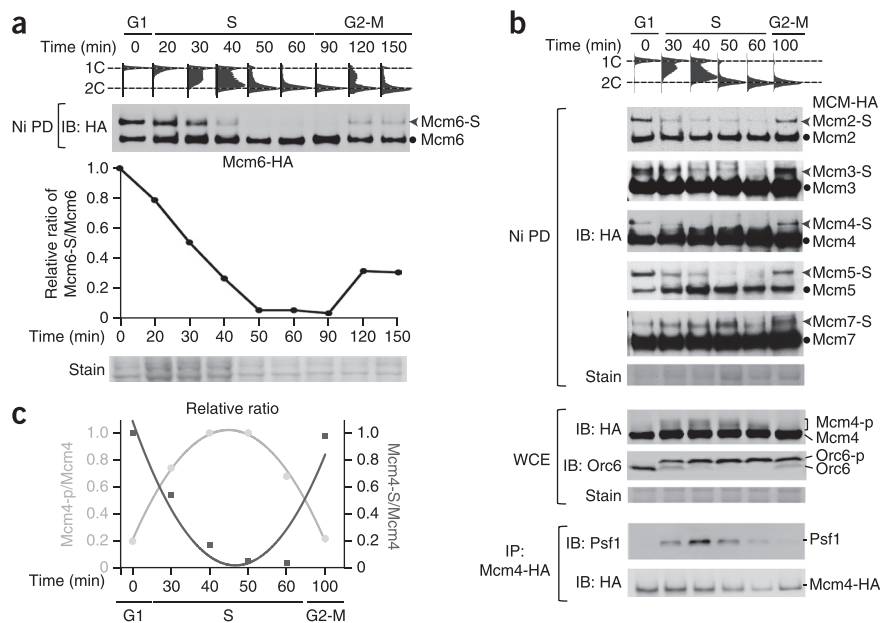 a
G1 S G2-M
Time (min) 0 20 30 40 50 60 90 120 150
1C
2C
Ni PD IB: HA
Mcm6-S
Mcm6
Mcm6-HA
Relative ratio of
Mcm6-S/Mcm6
1.0
0.8
0.6
0.4
0.2
0
Time (min) 0 20 30 40 50 60 90 120 150
Stain
b
G1 S G2-M
Time (min) 0 30 40 50 60 100
1C
2C
MCM-HA
Ni PD
IB: HA
Mcm2-S
Mcm2
Mcm3-S
Mcm3
Mcm4-S
Mcm4
Mcm5-S
Mcm5
Mcm7-S
Mcm7
Stain
WCE
IB: HA
Mcm4-p
Mcm4
IB: Orc6
Orc6-p
Orc6
Stain
IP:
Mcm4-HA
IB: Psf1
Psf1
IB: HA
Mcm4-HA
c
Relative ratio
Mcm4-p/Mcm4
1.0
0.8
0.6
0.4
0.2
1.0
0.8
0.6
0.4
0.2
0
Mcm4-S/Mcm4
Time (min) 0 30 40 50 60 100
G1 S G2-M